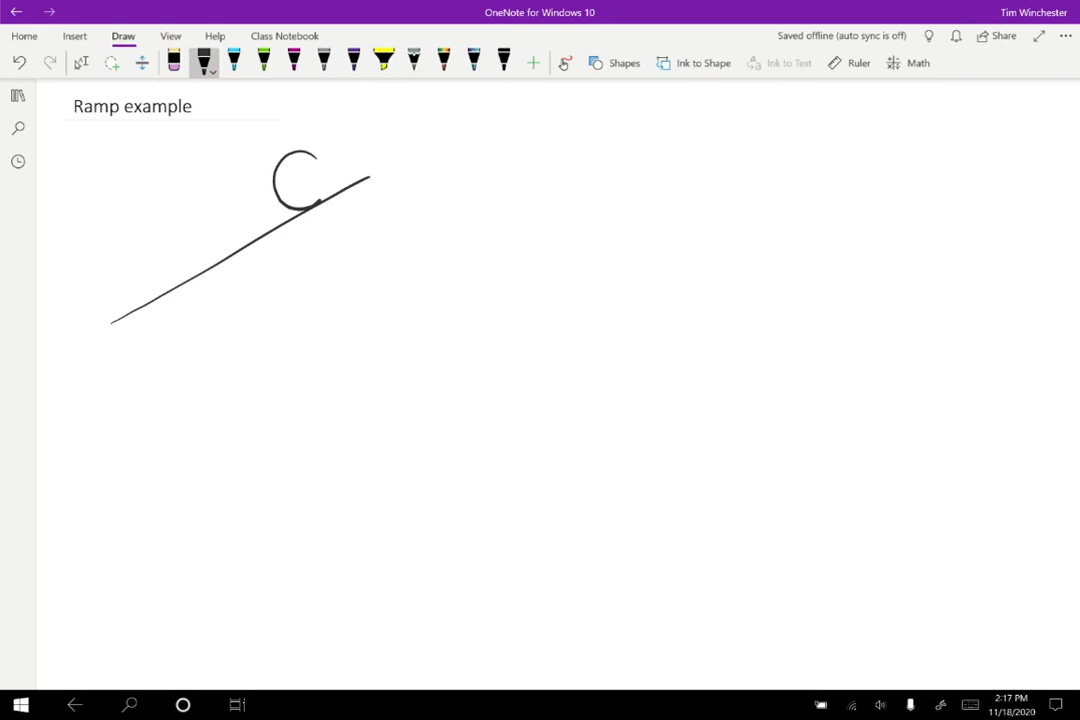 OneNote for Windows 10
Tim Winchester
Home Insert Draw View Help Class Notebook
Saved offline (auto sync is off)
Share
Shapes
Ink to Shape
Ink to Text
Ruler
Math
Ramp example
2:17 PM
11/18/2020